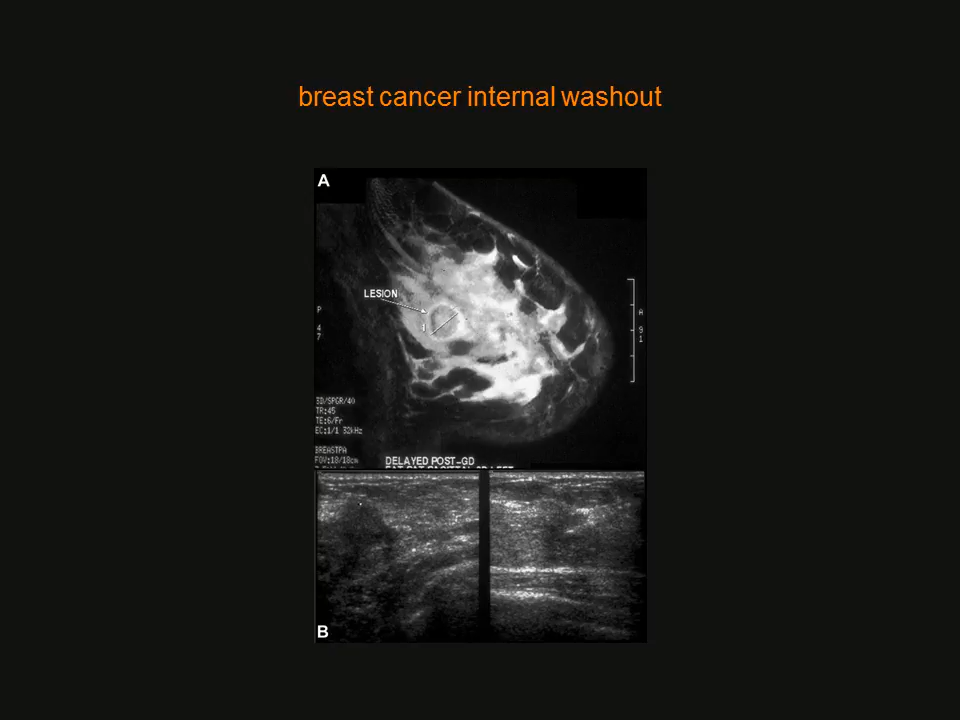 breast cancer internal washout
A
LESION
P
4
7
A
9
1
3D/SPGR/40
TR:45
TE:6/Fr
EC:1/1 32kHz
BREASTPA
FOV:18/18cm
DELAYED POST-GD
B